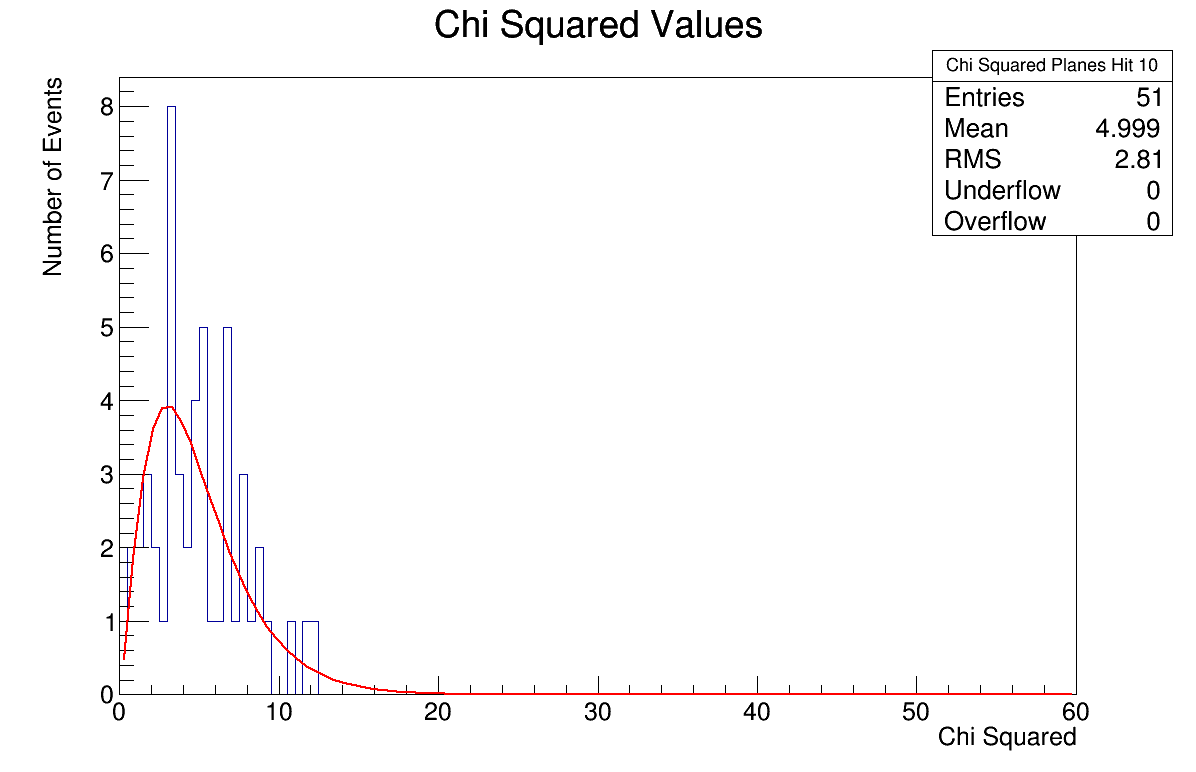 Chi Squared Values
Chi Squared Planes Hit 10
Entries 51
Mean 4.999
RMS 2.81
Underflow 0
Overflow 0
Number of Events
8
7
6
5
4
3
2
1
0
0 10 20 30 40 50 60
Chi Squared